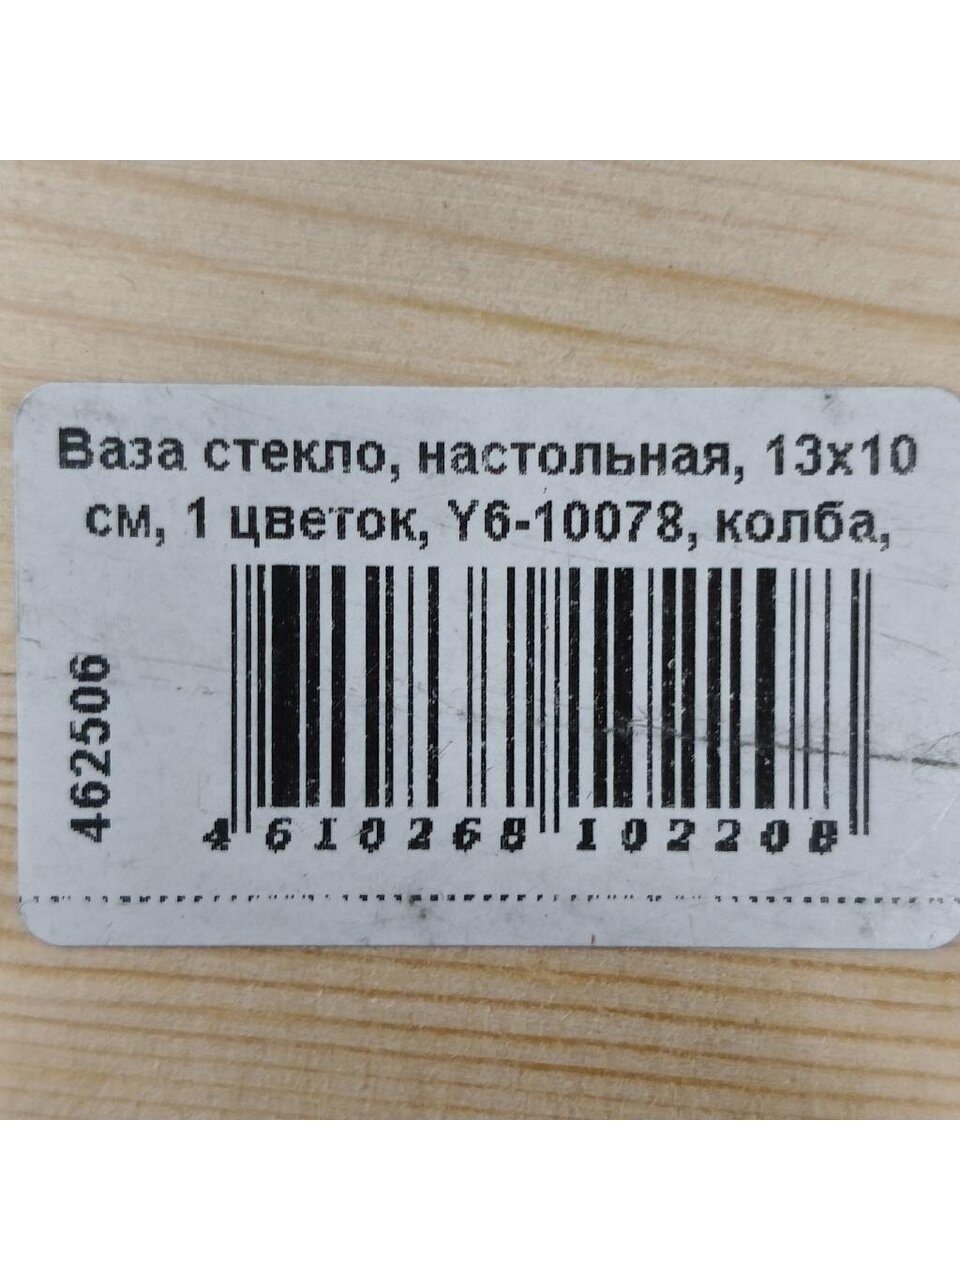 Ваза стекло, настольная, 13х10
см, 1 цветок, Y6-10078, колба,
462506
4 610268 102208